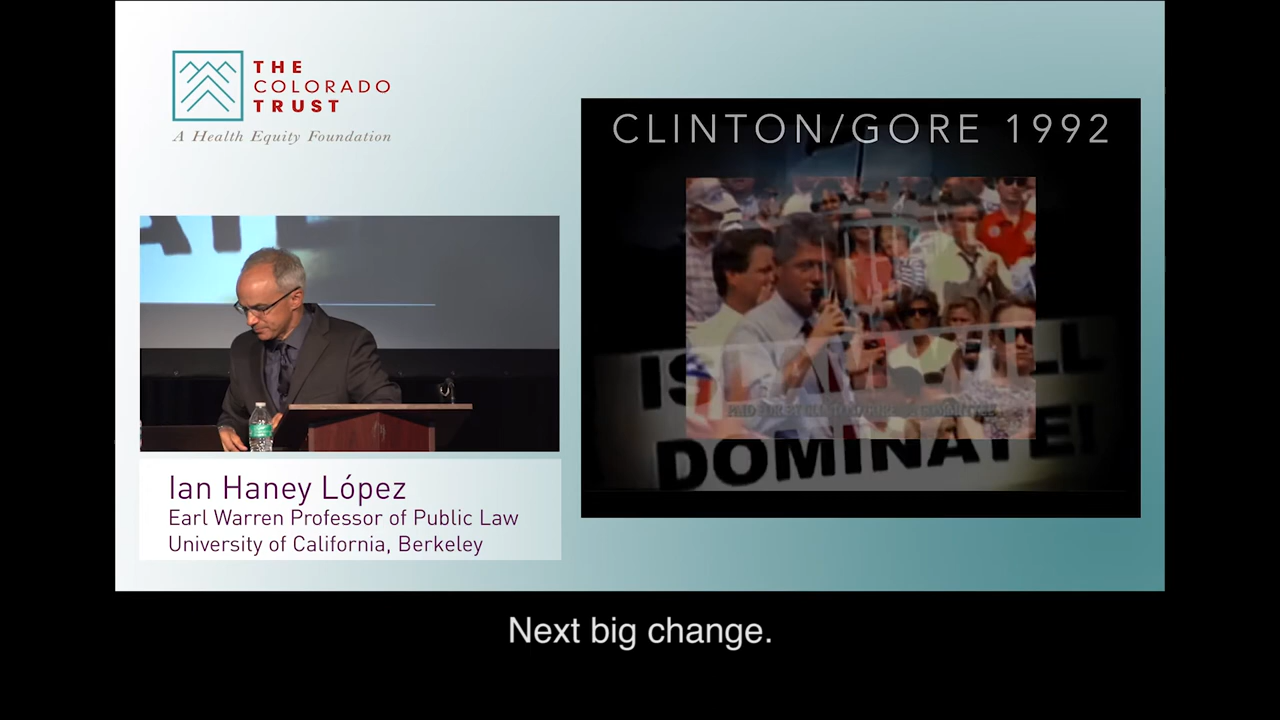 THE
COLORADO
TRUST
A Health Equity Foundation
CLINTON/GORE 1992
DOMINATE!
Ian Haney López
Earl Warren Professor of Public Law
University of California, Berkeley
Next big change.